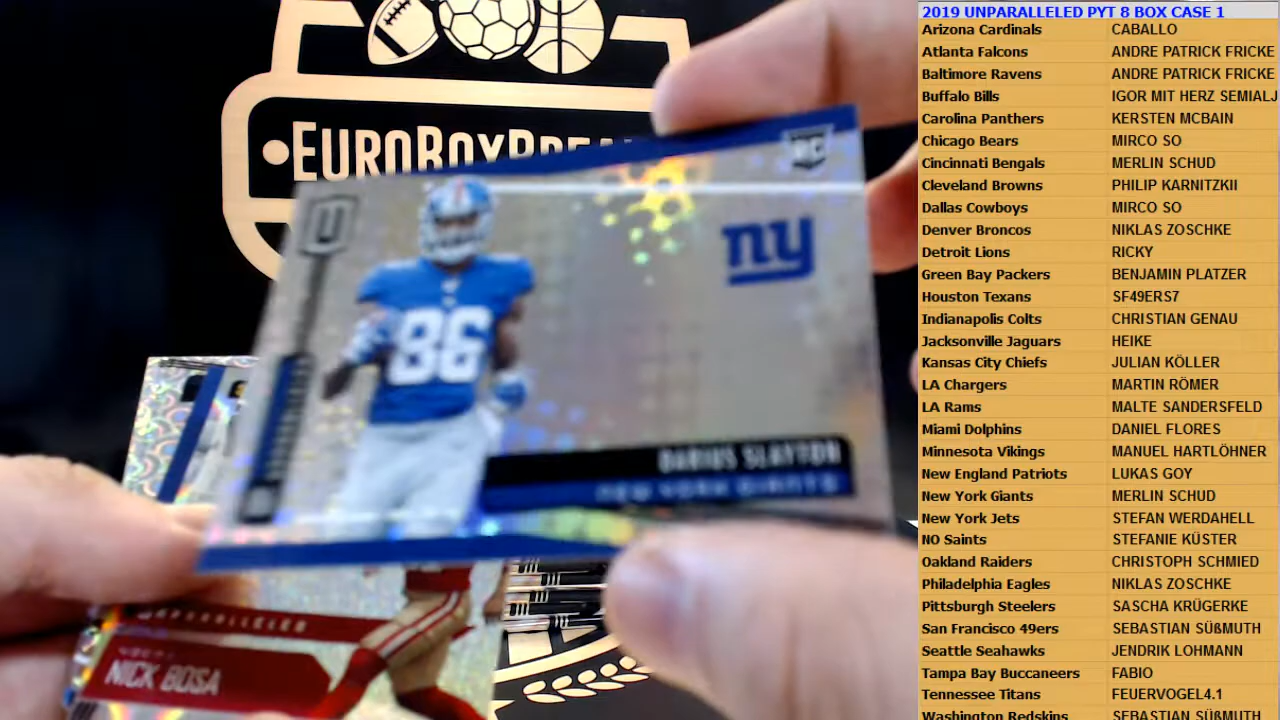 EUROBOXBREA
RC
U
ny
86
DARIUS SLAYTON
NEW YORK GIANTS
UNPARALLELED
NICK BOSA
2019 UNPARALLELED PYT 8 BOX CASE 1
Arizona Cardinals CABALLO
Atlanta Falcons ANDRE PATRICK FRICKE
Baltimore Ravens ANDRE PATRICK FRICKE
Buffalo Bills IGOR MIT HERZ SEMIALJ
Carolina Panthers KERSTEN MCBAIN
Chicago Bears MIRCO SO
Cincinnati Bengals MERLIN SCHUD
Cleveland Browns PHILIP KARNITZKII
Dallas Cowboys MIRCO SO
Denver Broncos NIKLAS ZOSCHKE
Detroit Lions RICKY
Green Bay Packers BENJAMIN PLATZER
Houston Texans SF49ERS7
Indianapolis Colts CHRISTIAN GENAU
Jacksonville Jaguars HEIKE
Kansas City Chiefs JULIAN KÖLLER
LA Chargers MARTIN RÖMER
LA Rams MALTE SANDERSFELD
Miami Dolphins DANIEL FLORES
Minnesota Vikings MANUEL HARTLÖHNER
New England Patriots LUKAS GOY
New York Giants MERLIN SCHUD
New York Jets STEFAN WERDAHELL
NO Saints STEFANIE KÜSTER
Oakland Raiders CHRISTOPH SCHMIED
Philadelphia Eagles NIKLAS ZOSCHKE
Pittsburgh Steelers SASCHA KRÜGERKE
San Francisco 49ers SEBASTIAN SÜßMUTH
Seattle Seahawks JENDRIK LOHMANN
Tampa Bay Buccaneers FABIO
Tennessee Titans FEUERVOGEL4.1
Washington Redskins SEBASTIAN SÜßMUTH